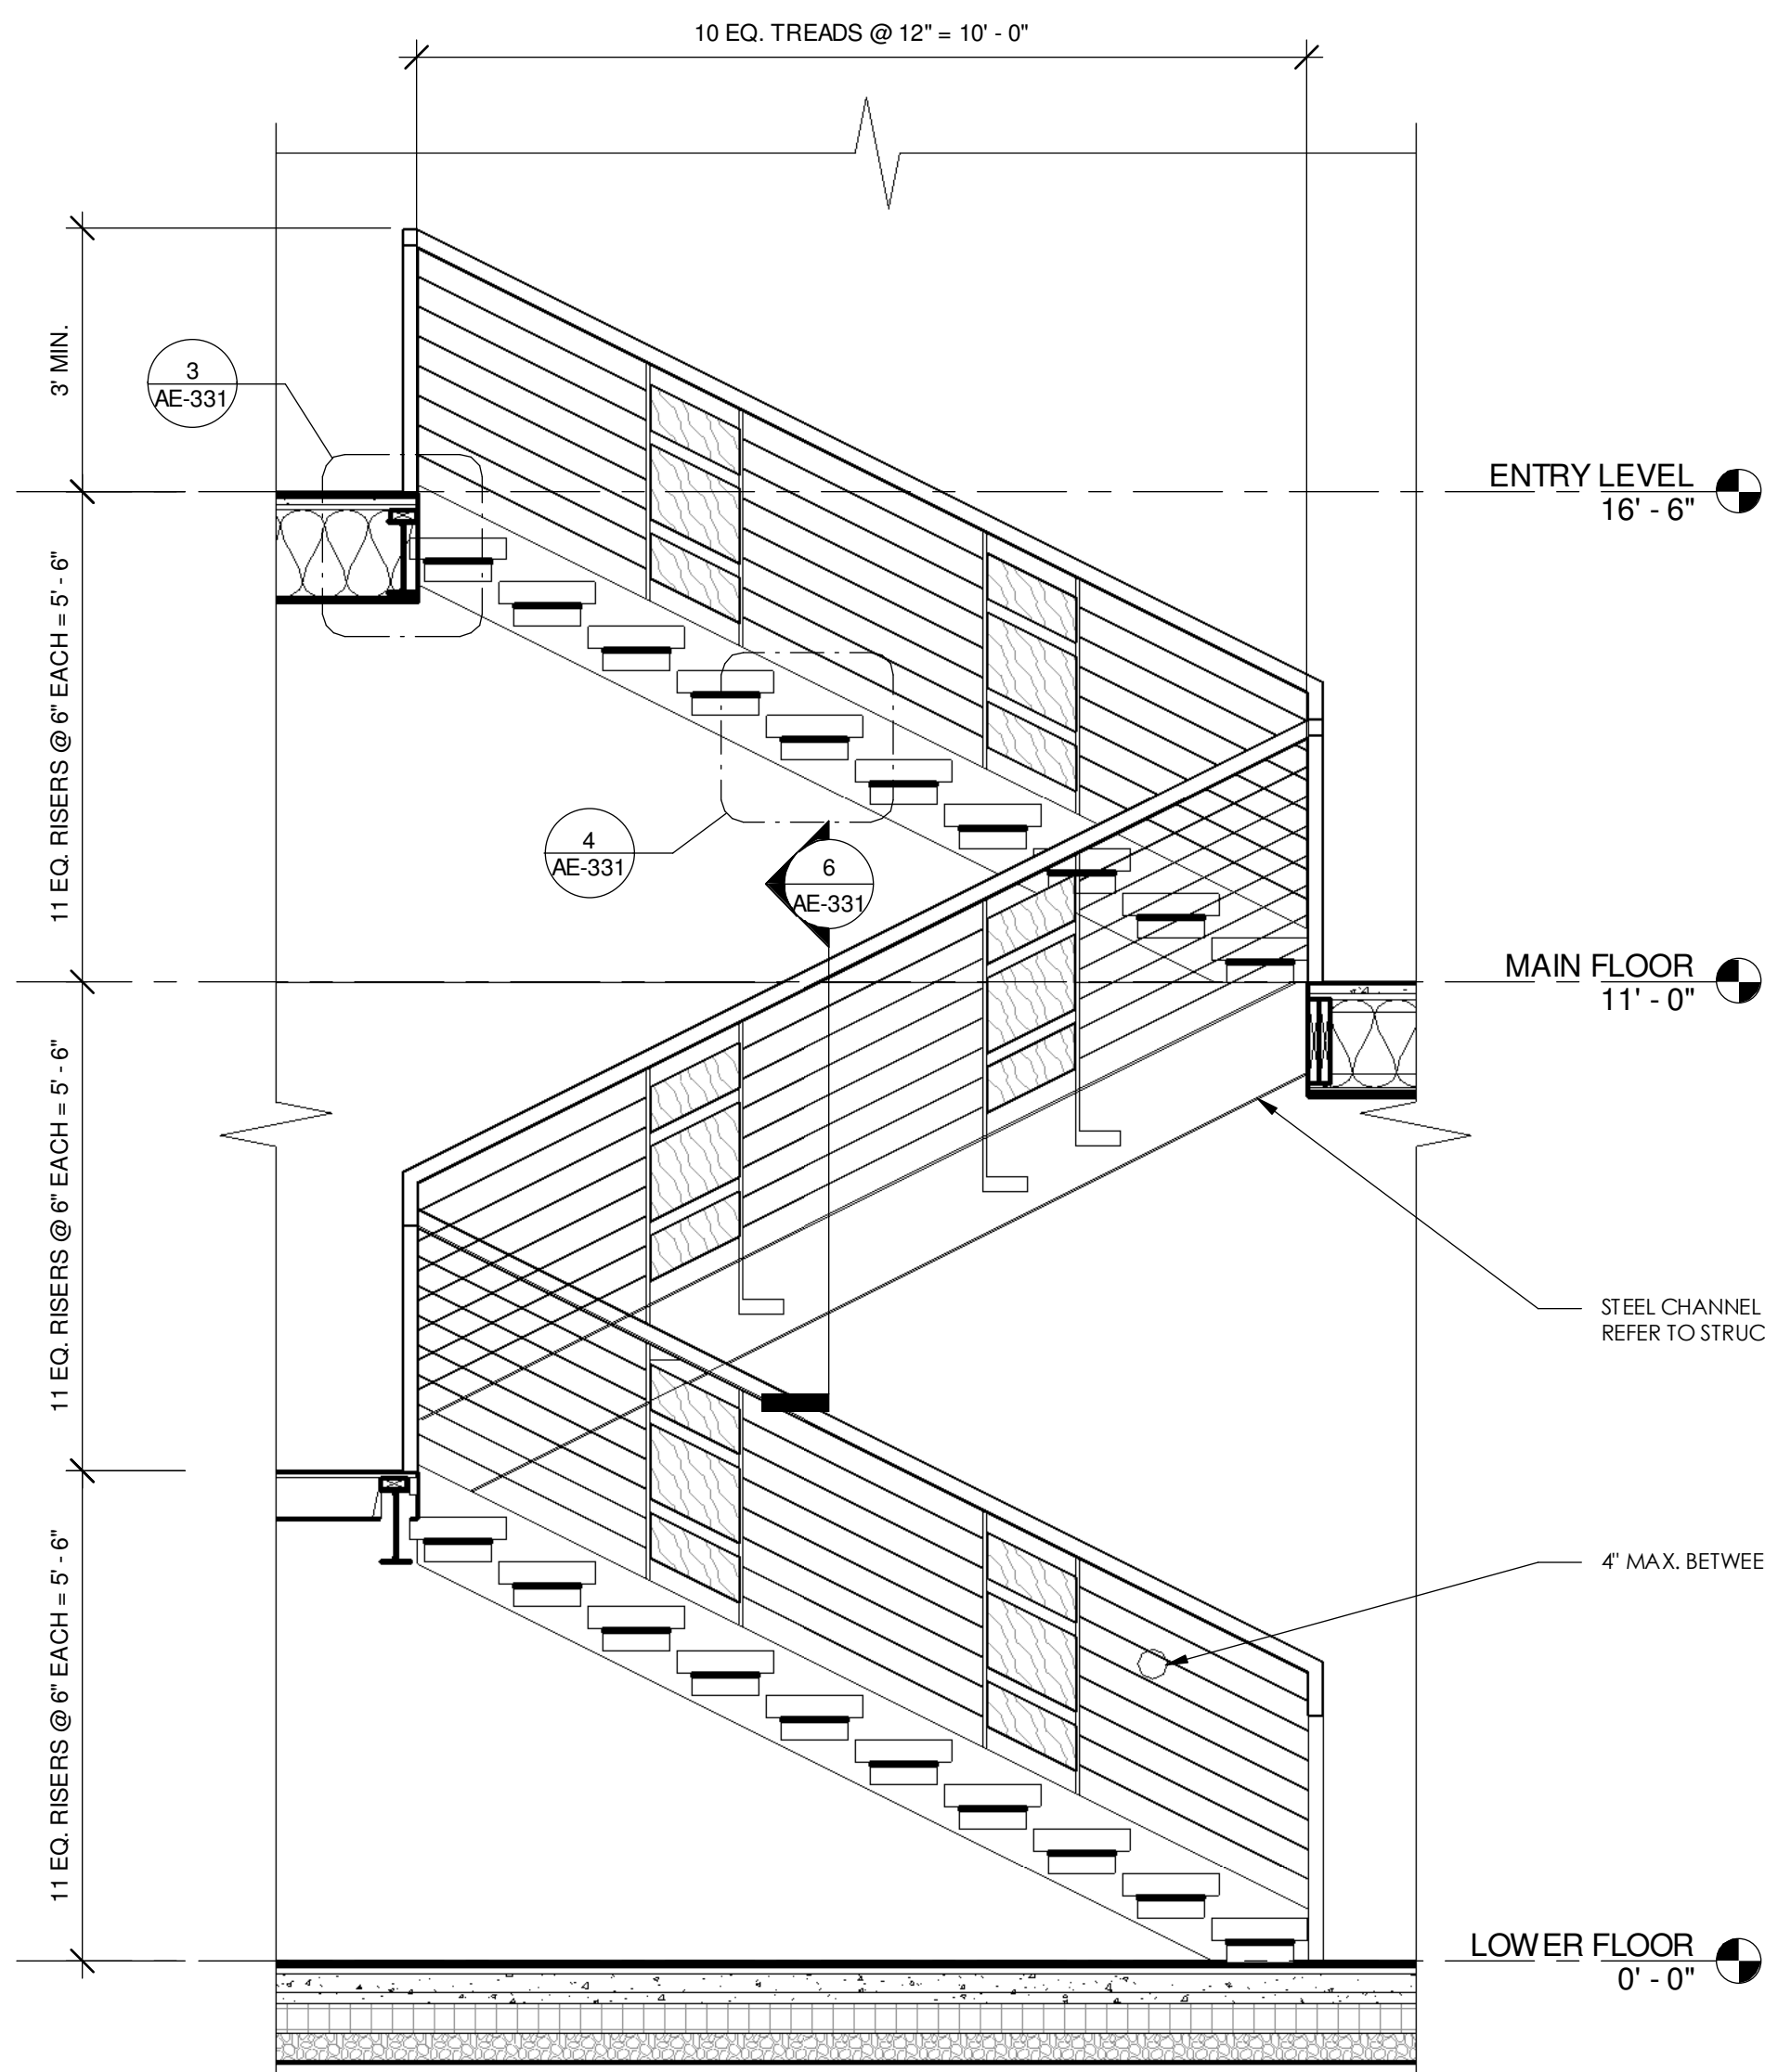 10 EQ. TREADS @ 12" = 10' - 0"
3' MIN.
3
AE-331
ENTRY LEVEL
16' - 6"
11 EQ. RISERS @ 6" EACH = 5' - 6"
4
AE-331
6
AE-331
MAIN FLOOR
11' - 0"
11 EQ. RISERS @ 6" EACH = 5' - 6"
STEEL CHANNEL
REFER TO STRUC
4" MAX. BETWEE
11 EQ. RISERS @ 6" EACH = 5' - 6"
LOWER FLOOR
0' - 0"